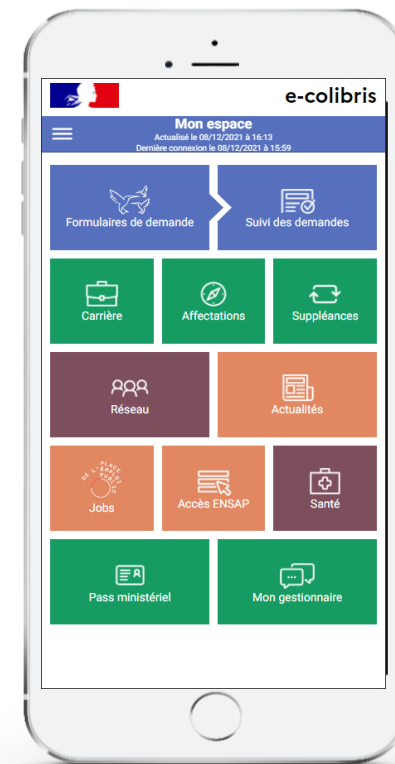 e-colibris
Mon espace
Actualisé le 08/12/2021 à 16:13
Dernière connexion le 08/12/2021 à 15:59
Formulaires de demande
Suivi des demandes
Carrière
Affectations
Suppléances
Réseau
Actualités
PLACE
DE L'EMPLOI
PUBLIC
Jobs
Accès ENSAP
Santé
Pass ministériel
Mon gestionnaire